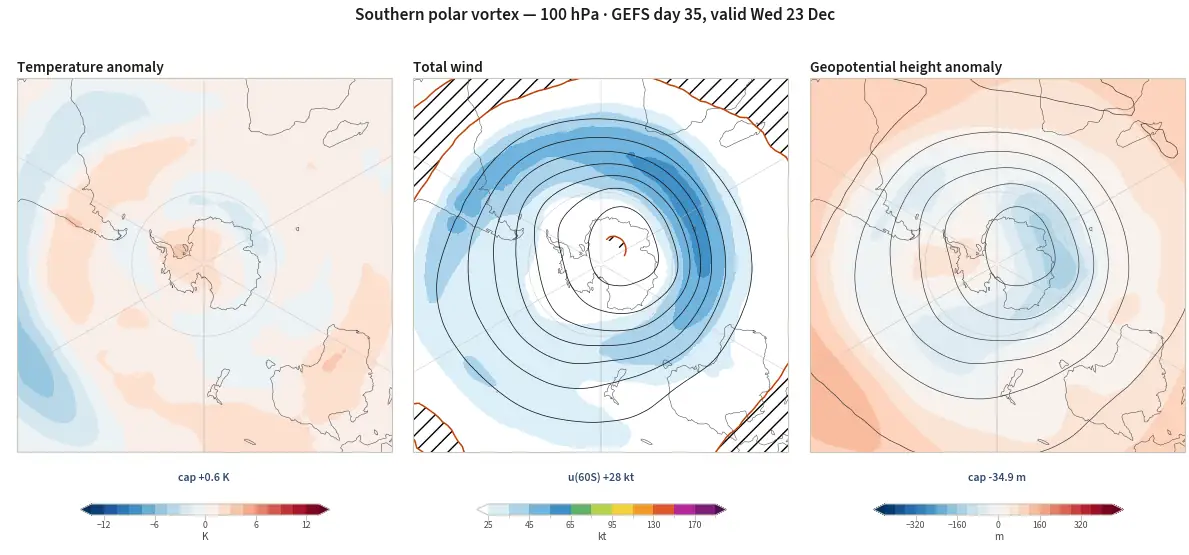 Southern polar vortex — 100 hPa · GEFS day 35, valid Wed 23 Dec
Temperature anomaly
Total wind
Geopotential height anomaly
cap +0.6 K
u(60S) +28 kt
cap -34.9 m
−12 −6 0 6 12
K
25 45 65 95 130 170
kt
−320 −160 0 160 320
m